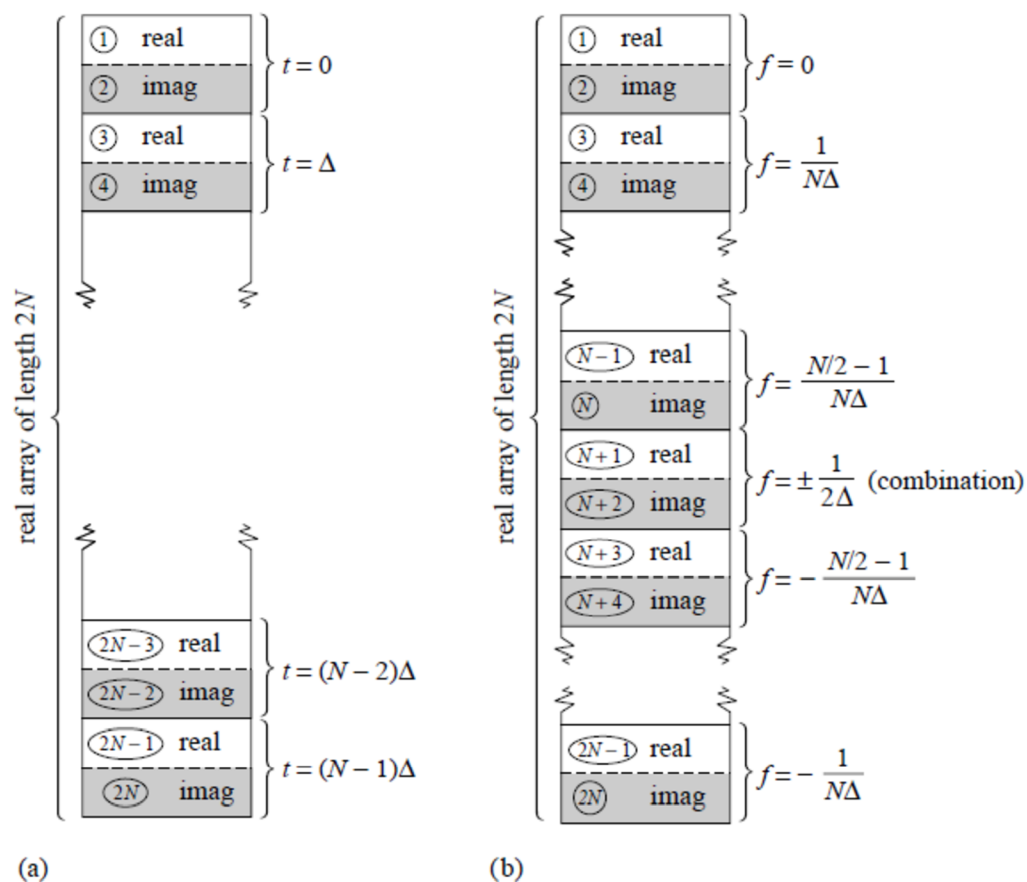 real array of length 2N
1 real
2 imag
t = 0
3 real
4 imag
t = Δ
2N − 3 real
2N − 2 imag
t = (N − 2)Δ
2N − 1 real
2N imag
t = (N − 1)Δ
(a)
real array of length 2N
1 real
2 imag
f = 0
3 real
4 imag
f = 1/NΔ
N − 1 real
N imag
f = N/2 − 1/NΔ
N + 1 real
N + 2 imag
f = ± 1/2Δ (combination)
N + 3 real
N + 4 imag
f = − N/2 − 1/NΔ
2N − 1 real
2N imag
f = − 1/NΔ
(b)